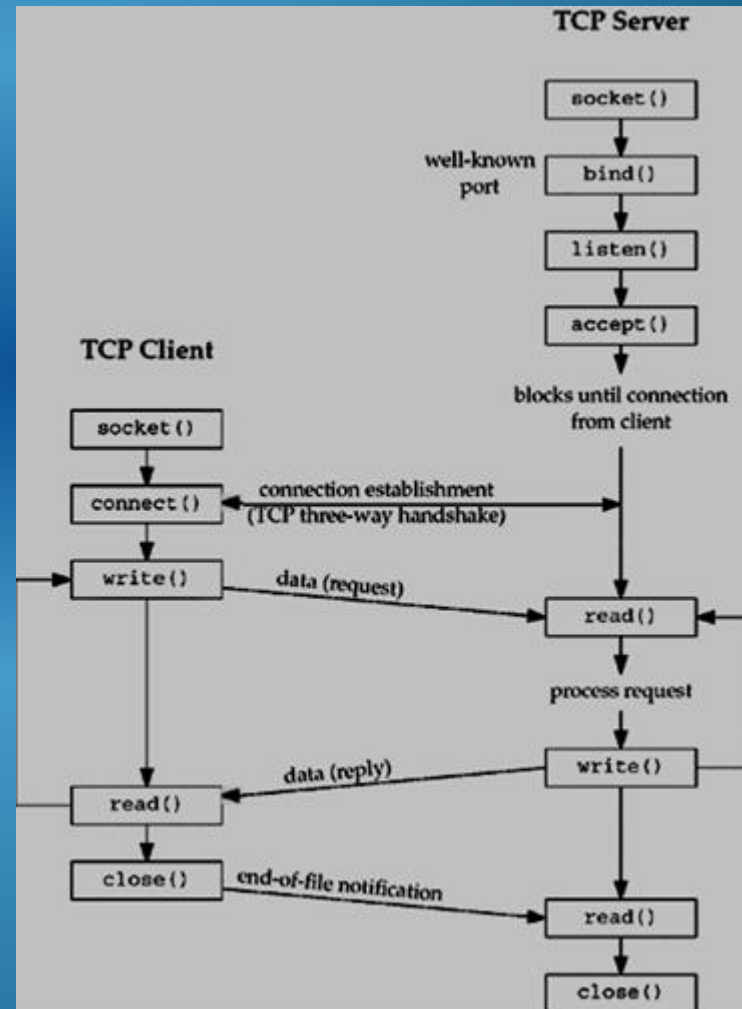 TCP Server
socket()
well-known
port
bind()
listen()
accept()
TCP Client
blocks until connection
from client
socket()
connection establishment
(TCP three-way handshake)
connect()
write()
data (request)
read()
process request
data (reply)
write()
read()
close()
end-of-file notification
read()
close()